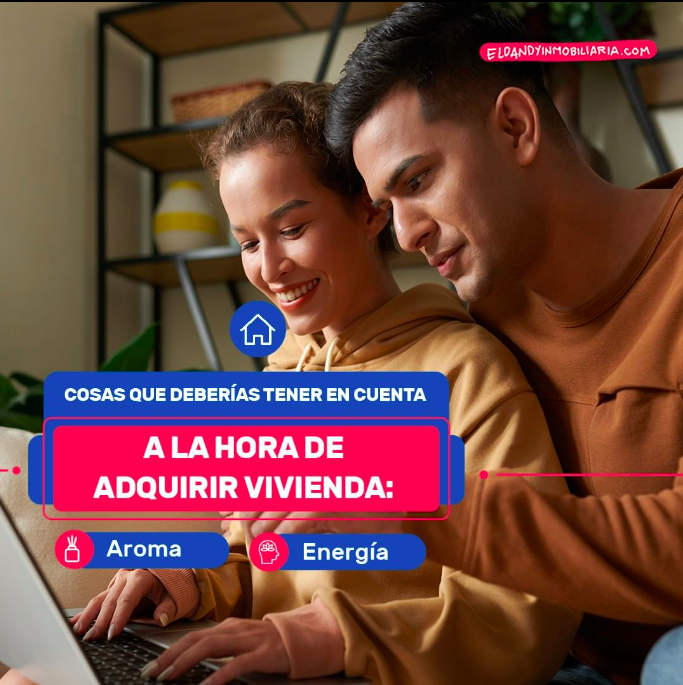 ELDANDYINMOBILIARIA.COM
COSAS QUE DEBERÍAS TENER EN CUENTA
A LA HORA DE
ADQUIRIR VIVIENDA:
Aroma
Energía